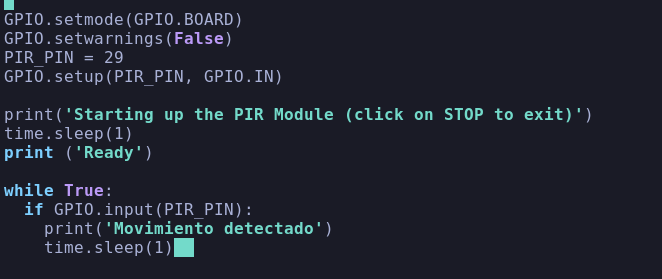 GPIO.setmode(GPIO.BOARD)
GPIO.setwarnings(False)
PIR_PIN = 29
GPIO.setup(PIR_PIN, GPIO.IN)

print('Starting up the PIR Module (click on STOP to exit)')
time.sleep(1)
print ('Ready')

while True:
  if GPIO.input(PIR_PIN):
    print('Movimiento detectado')
    time.sleep(1)